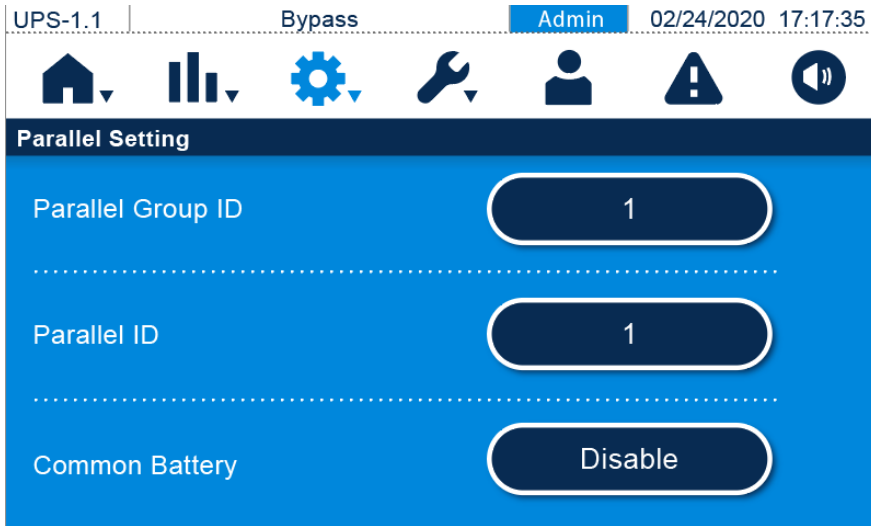 UPS-1.1 Bypass Admin 02/24/2020 17:17:35
Parallel Setting
Parallel Group ID 1
Parallel ID 1
Common Battery Disable